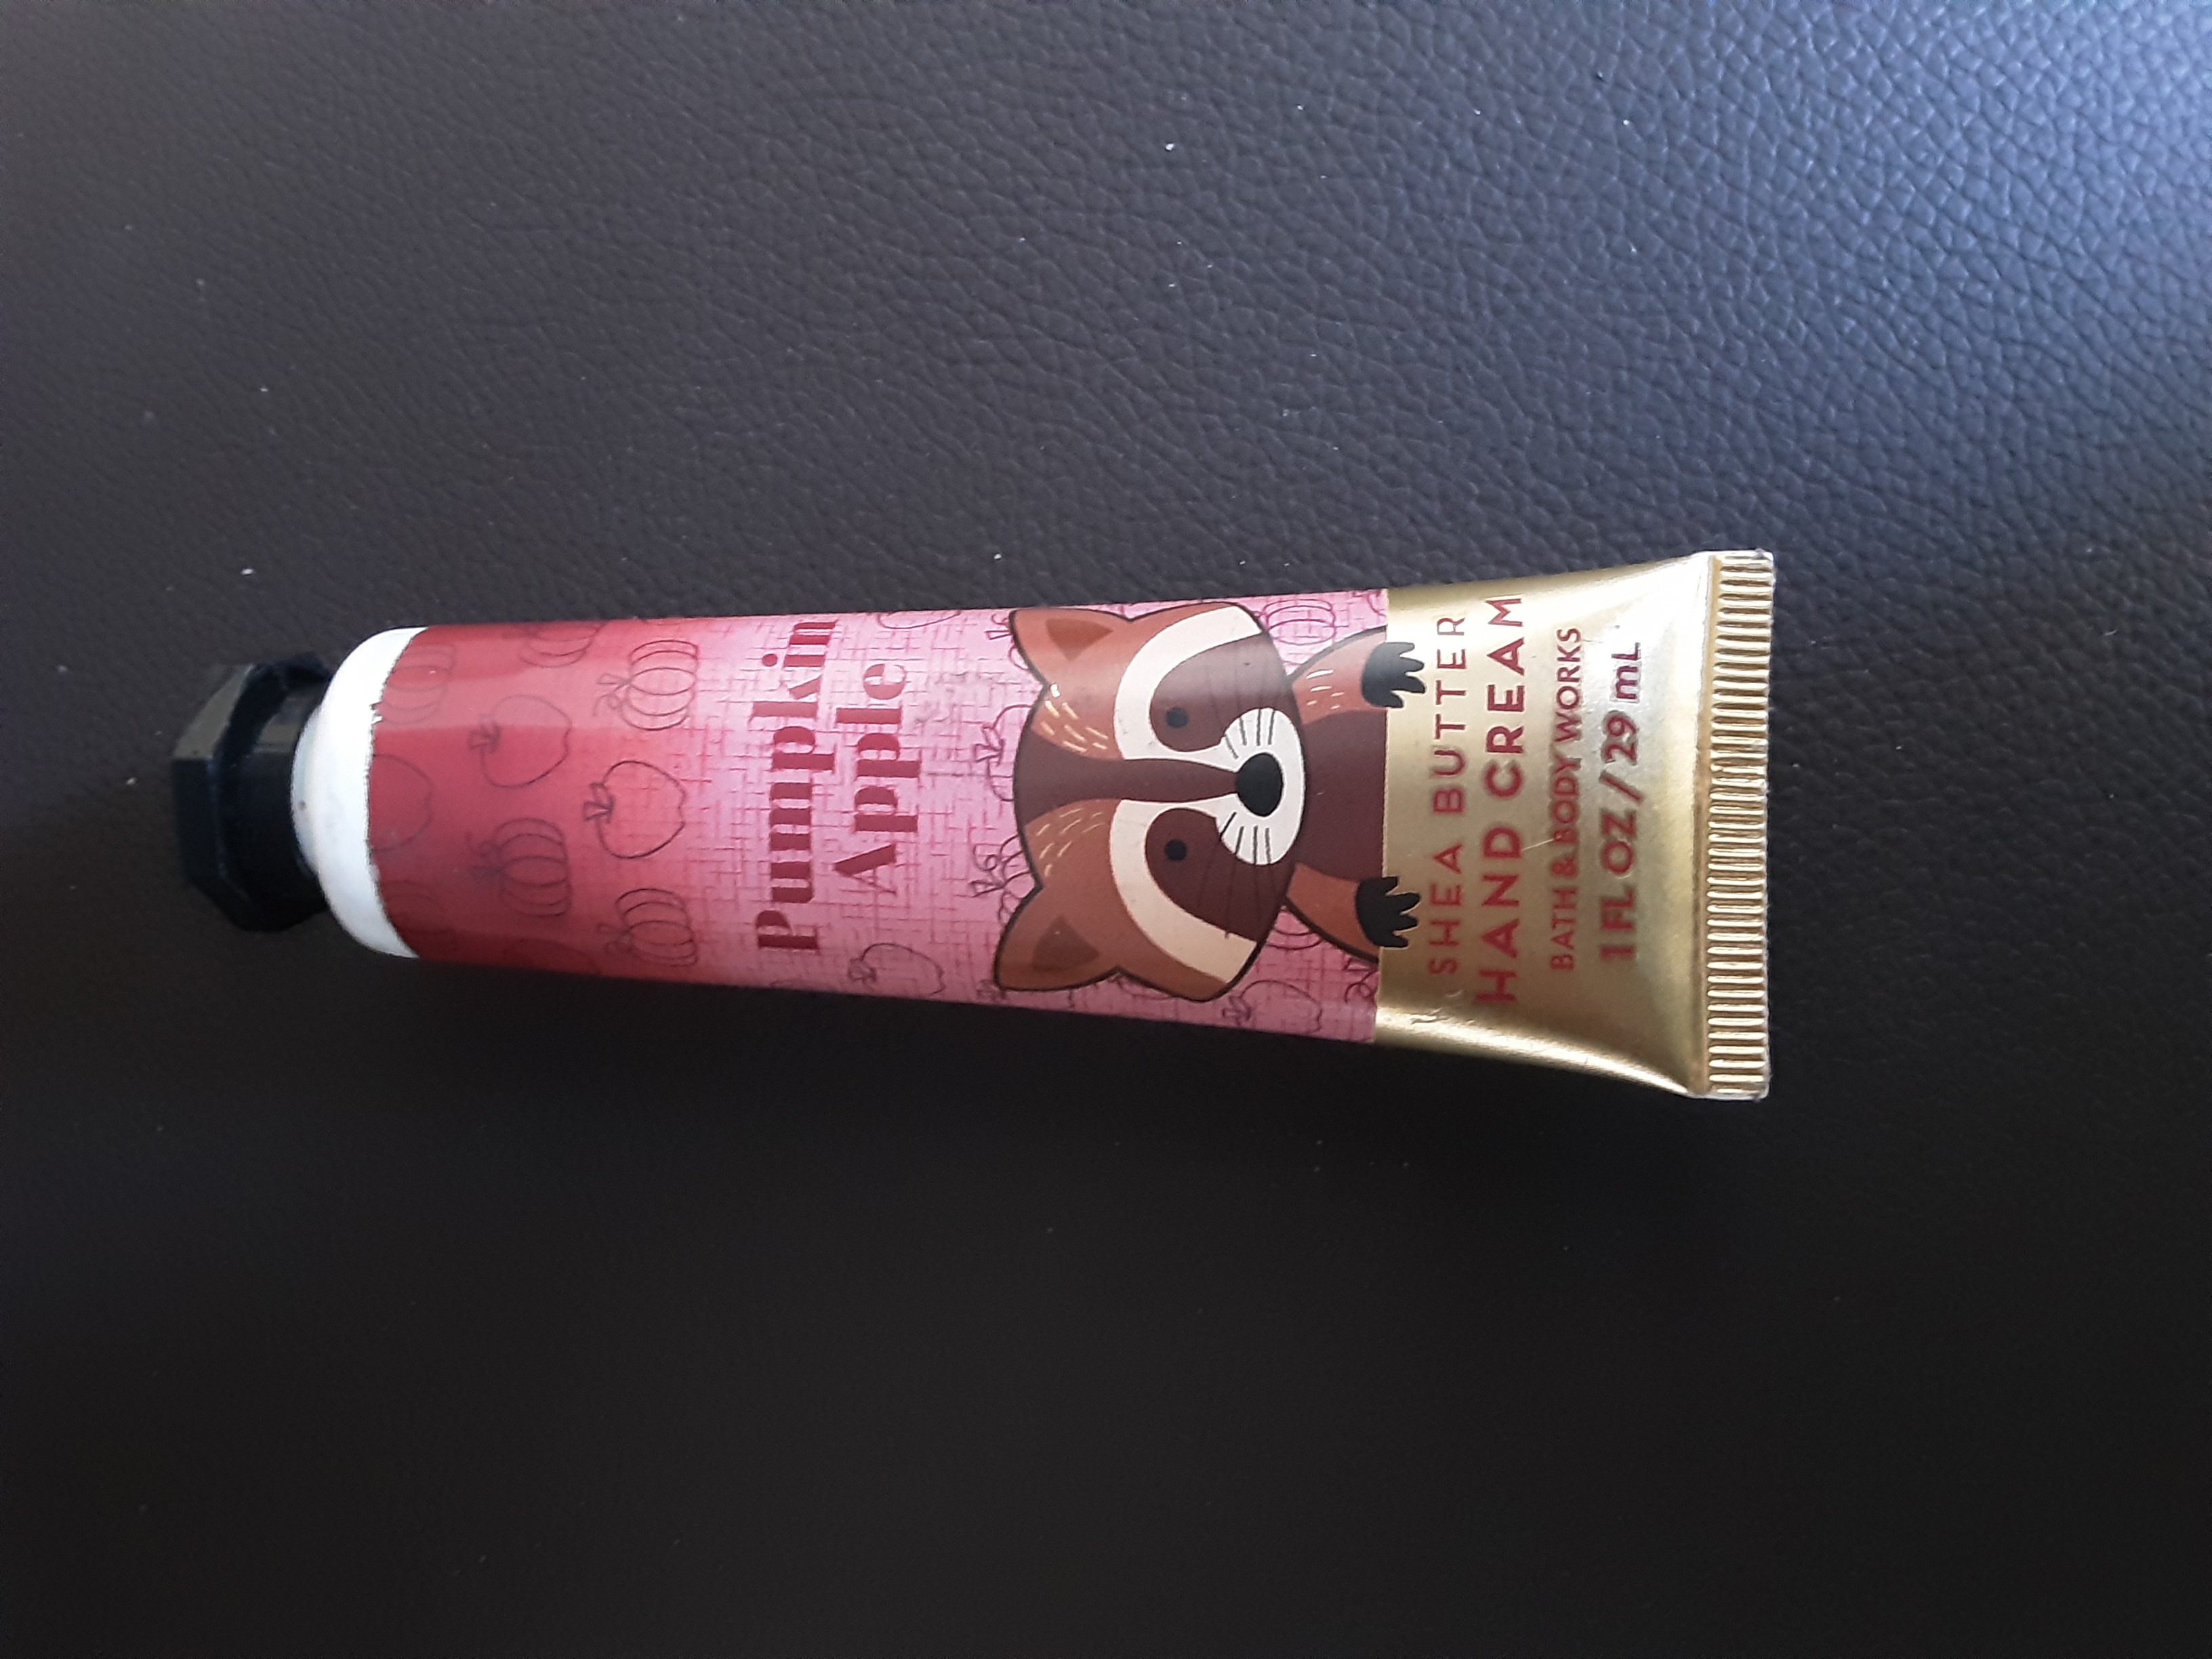 Pumpkin
Apple
SHEA BUTTER
HAND CREAM
BATH & BODY WORKS
1 FL OZ / 29 mL